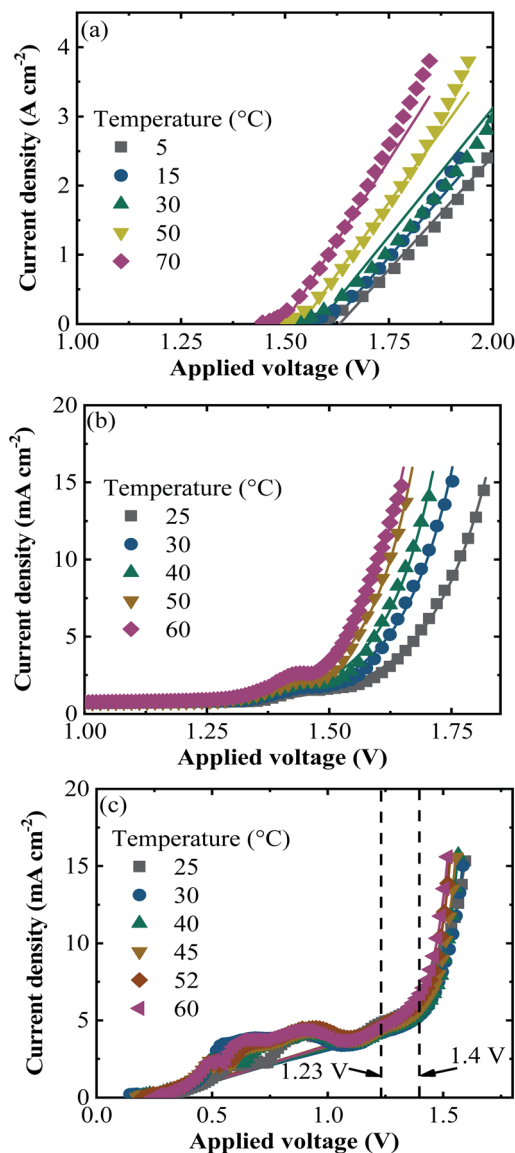 (a)
Current density (A cm⁻²)
4
3
2
1
0
Temperature (°C)
5
15
30
50
70
1.00 1.25 1.50 1.75 2.00
Applied voltage (V)
(b)
Current density (mA cm⁻²)
20
15
10
5
0
Temperature (°C)
25
30
40
50
60
1.00 1.25 1.50 1.75
Applied voltage (V)
(c)
Current density (mA cm⁻²)
20
15
10
5
0
Temperature (°C)
25
30
40
45
52
60
1.23 V
1.4 V
0.0 0.5 1.0 1.5
Applied voltage (V)